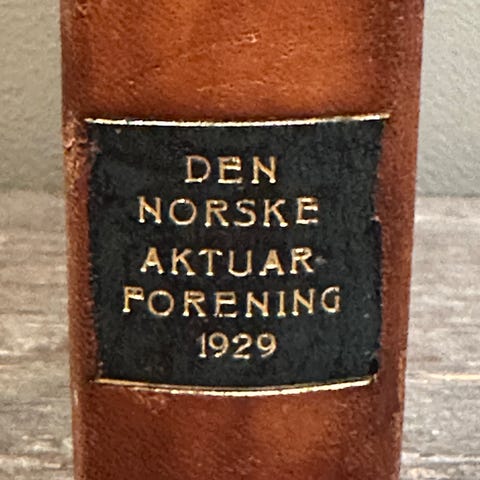 DEN
NORSKE
AKTUAR-
FORENING
1929